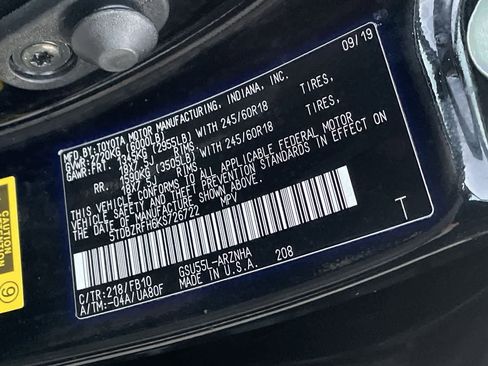 09/19
MFD. BY: TOYOTA MOTOR MANUFACTURING, INDIANA, INC.
GVWR: 2720KG (6000LB)
GAWR: FRT. 1345KG (2955LB) WITH 245/60R18 TIRES,
18X7.5J RIMS
RR. 1590KG (3505LB) WITH 245/60R18 TIRES,
18X7.5J RIMS
THIS VEHICLE CONFORMS TO ALL APPLICABLE FEDERAL MOTOR
VEHICLE SAFETY AND THEFT PREVENTION STANDARDS IN EFFECT ON THE
DATE OF MANUFACTURE SHOWN ABOVE.
5TDBZRFH6KS726722 MPV
T
C/TR:218/FB10 GSU55L-ARZNHA
A/TM:-04A/UA80F MADE IN U.S.A. 208
CAUTION